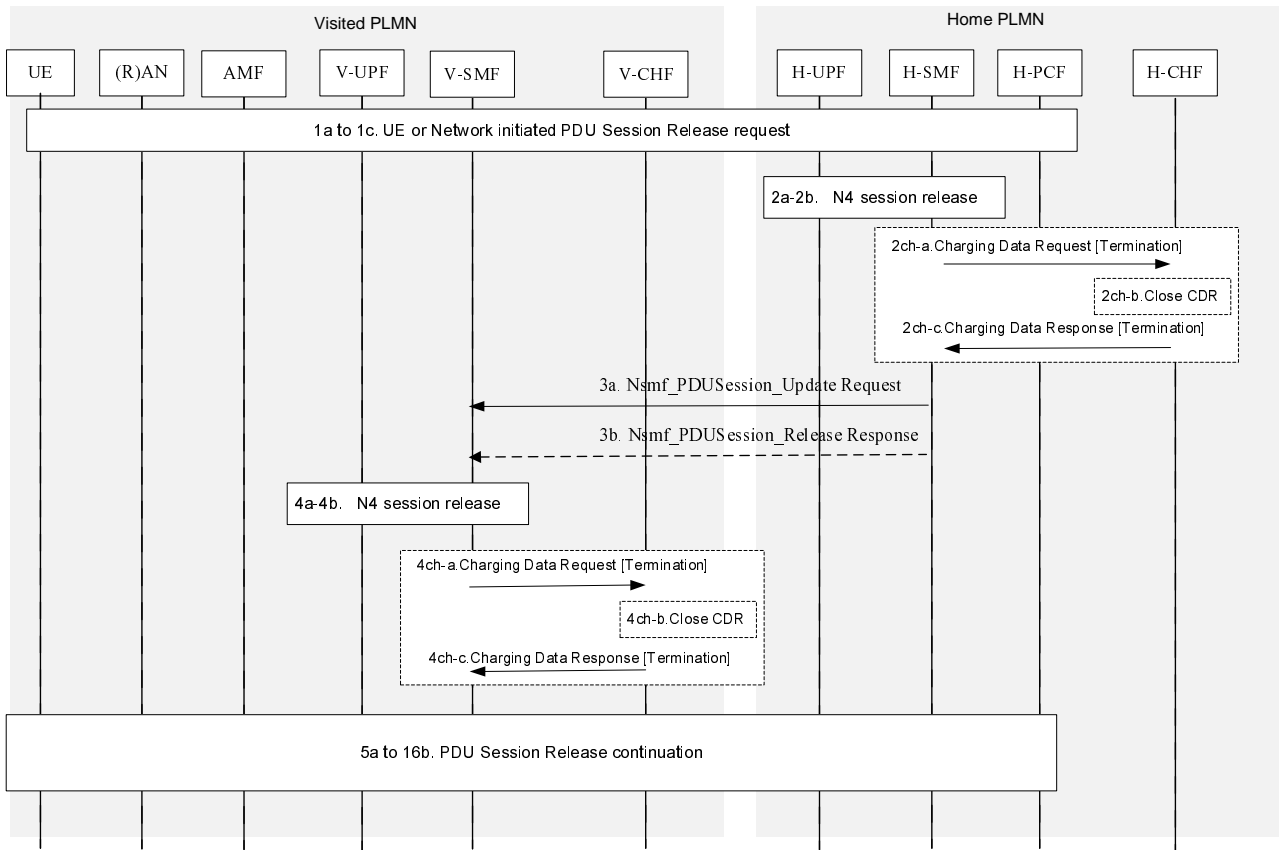 Visited PLMN
Home PLMN
UE
(R)AN
AMF
V-UPF
V-SMF
V-CHF
H-UPF
H-SMF
H-PCF
H-CHF
1a to 1c. UE or Network initiated PDU Session Release request
2a-2b. N4 session release
2ch-a.Charging Data Request [Termination]
2ch-b.Close CDR
2ch-c.Charging Data Response [Termination]
3a. Nsmf_PDUSession_Update Request
3b. Nsmf_PDUSession_Release Response
4a-4b. N4 session release
4ch-a.Charging Data Request [Termination]
4ch-b.Close CDR
4ch-c.Charging Data Response [Termination]
5a to 16b. PDU Session Release continuation